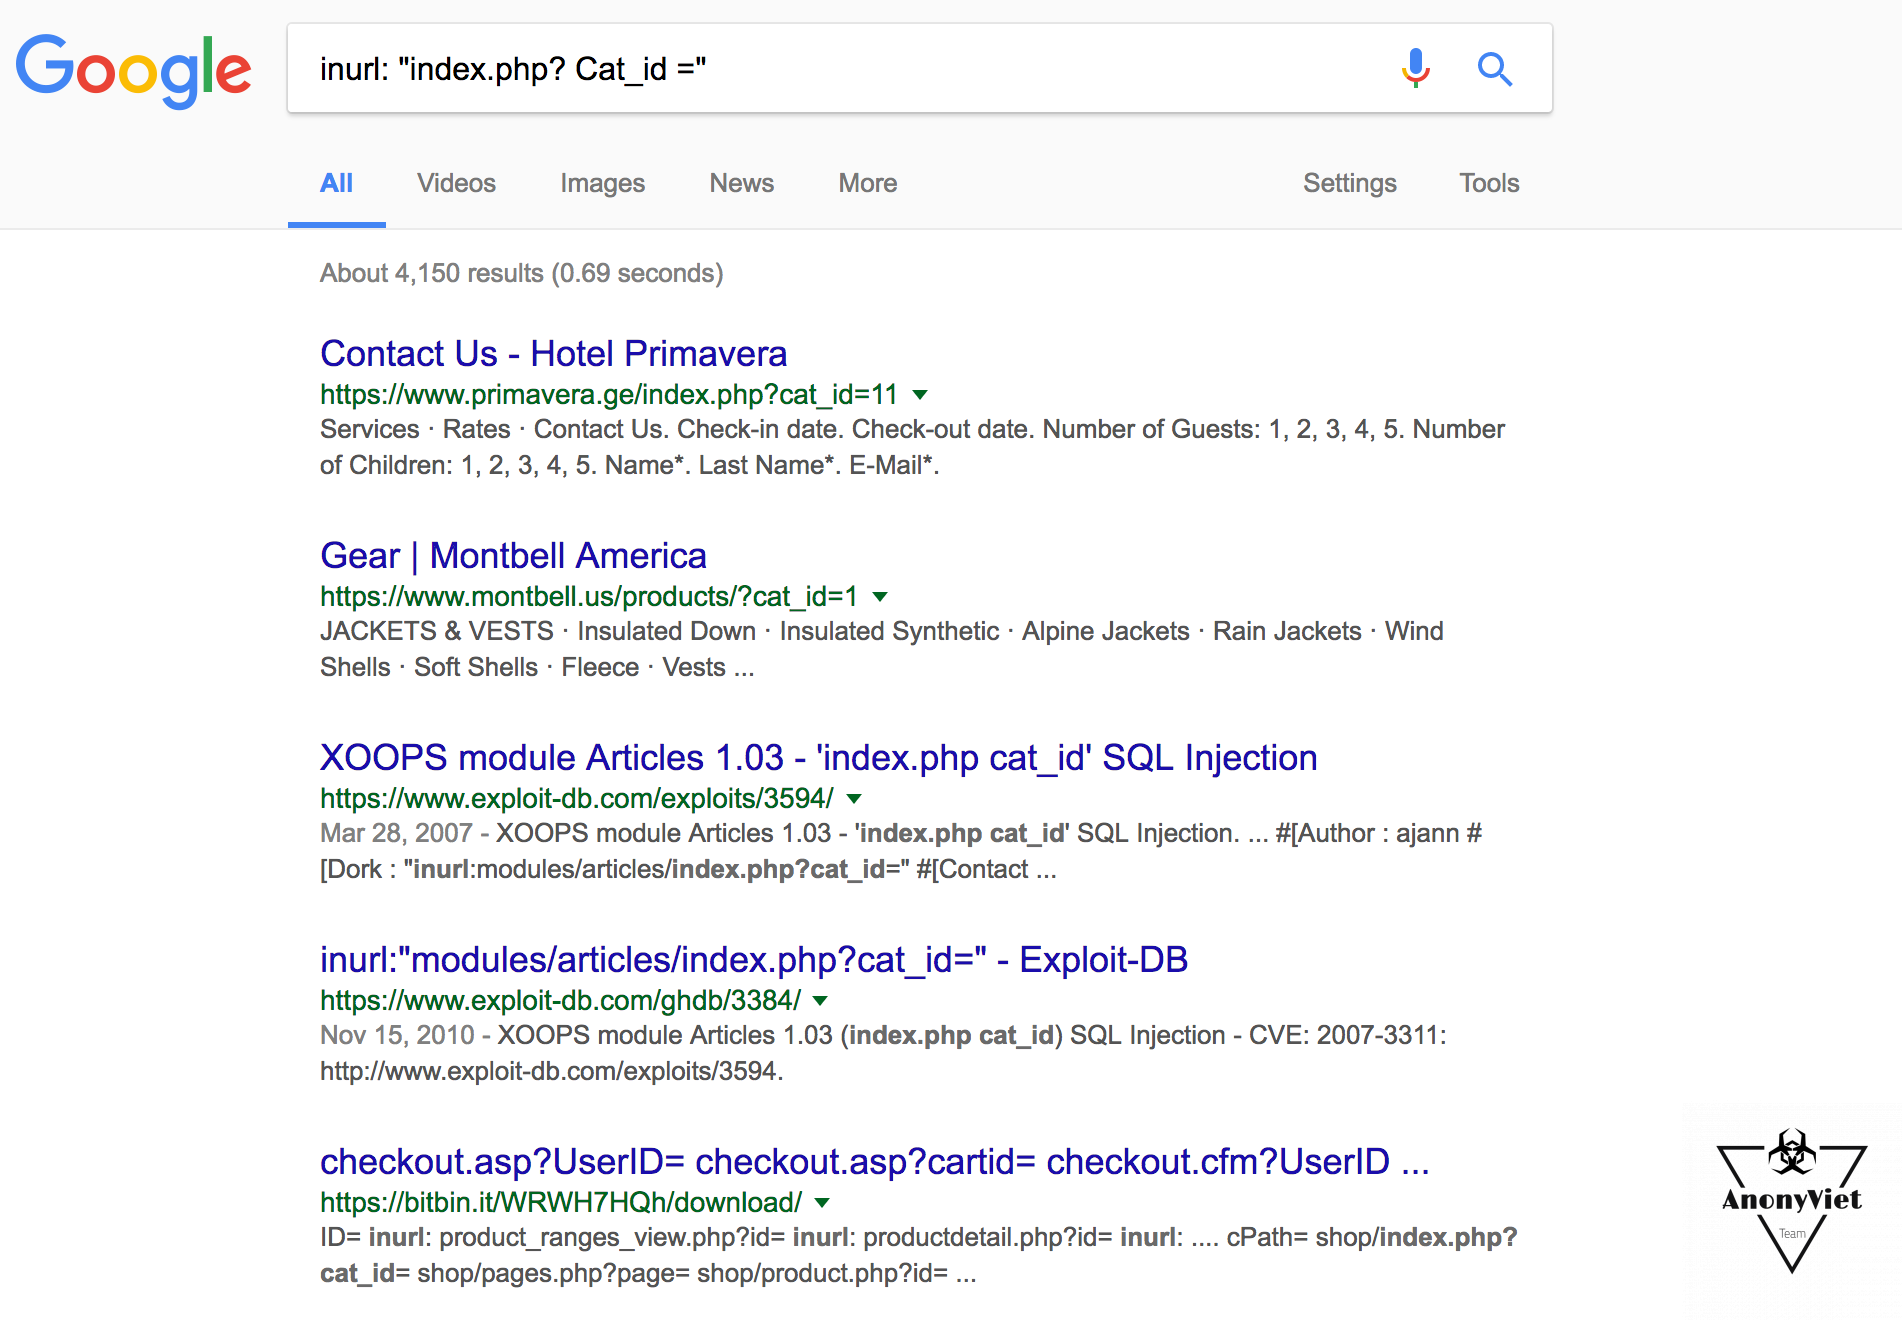 Google
inurl: "index.php? Cat_id ="
All Videos Images News More Settings Tools
About 4,150 results (0.69 seconds)
Contact Us - Hotel Primavera
https://www.primavera.ge/index.php?cat_id=11
Services · Rates · Contact Us. Check-in date. Check-out date. Number of Guests: 1, 2, 3, 4, 5. Number
of Children: 1, 2, 3, 4, 5. Name*. Last Name*. E-Mail*.
Gear | Montbell America
https://www.montbell.us/products/?cat_id=1
JACKETS & VESTS · Insulated Down · Insulated Synthetic · Alpine Jackets · Rain Jackets · Wind
Shells · Soft Shells · Fleece · Vests ...
XOOPS module Articles 1.03 - 'index.php cat_id' SQL Injection
https://www.exploit-db.com/exploits/3594/
Mar 28, 2007 - XOOPS module Articles 1.03 - 'index.php cat_id' SQL Injection. ... #[Author : ajann #
[Dork : "inurl:modules/articles/index.php?cat_id=" #[Contact ...
inurl:"modules/articles/index.php?cat_id=" - Exploit-DB
https://www.exploit-db.com/ghdb/3384/
Nov 15, 2010 - XOOPS module Articles 1.03 (index.php cat_id) SQL Injection - CVE: 2007-3311:
http://www.exploit-db.com/exploits/3594.
checkout.asp?UserID= checkout.asp?cartid= checkout.cfm?UserID ...
https://bitbin.it/WRWH7HQh/download/
ID= inurl: product_ranges_view.php?id= inurl: productdetail.php?id= inurl: .... cPath= shop/index.php?
cat_id= shop/pages.php?page= shop/product.php?id= ...
AnonyViet
Team